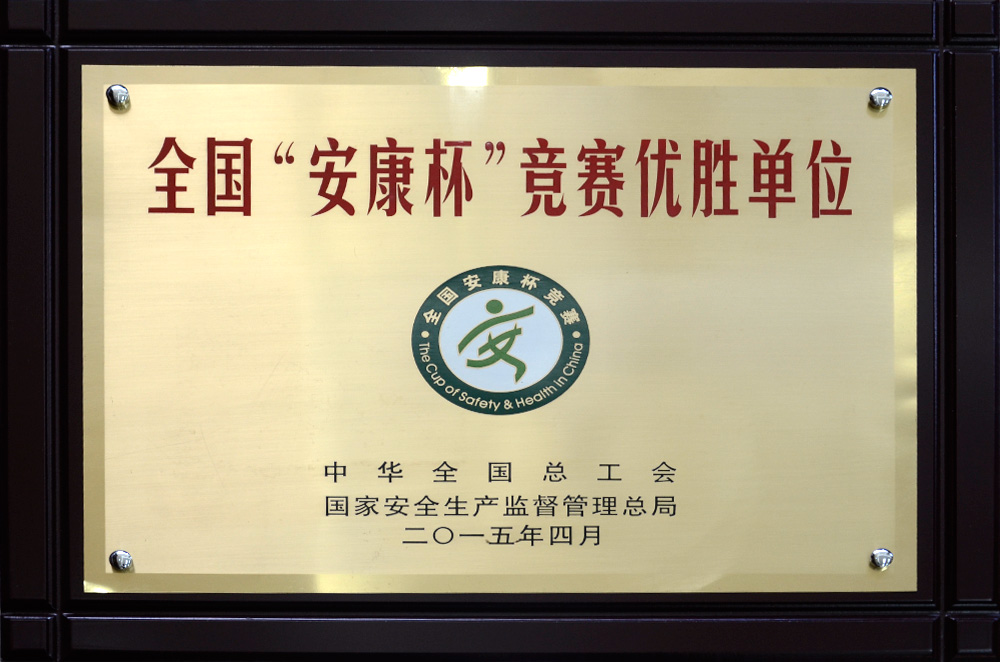 全国“安康杯”竞赛优胜单位
全国安康杯竞赛
The Cup of Safety & Health in China
中华全国总工会
国家安全生产监督管理总局
二〇一五年四月